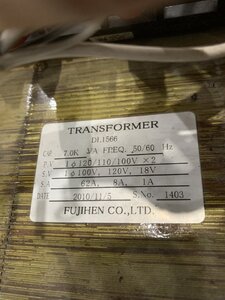 TRANSFORMER
DL1566
CAP. 7.0K VA FREQ. 50/60 Hz
P.V 1φ120/110/100V×2
S.V 1φ100V, 120V, 18V
S.A 62A, 8A, 1A
DATE 2010/11/5 S.No. 1403
FUJIHEN CO.,LTD.